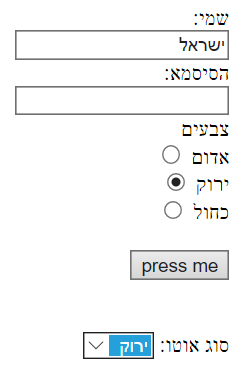 שמי:
ישראל
הסיסמא:
צבעים
אדום
ירוק
כחול
press me
סוג אוטו: ירוק